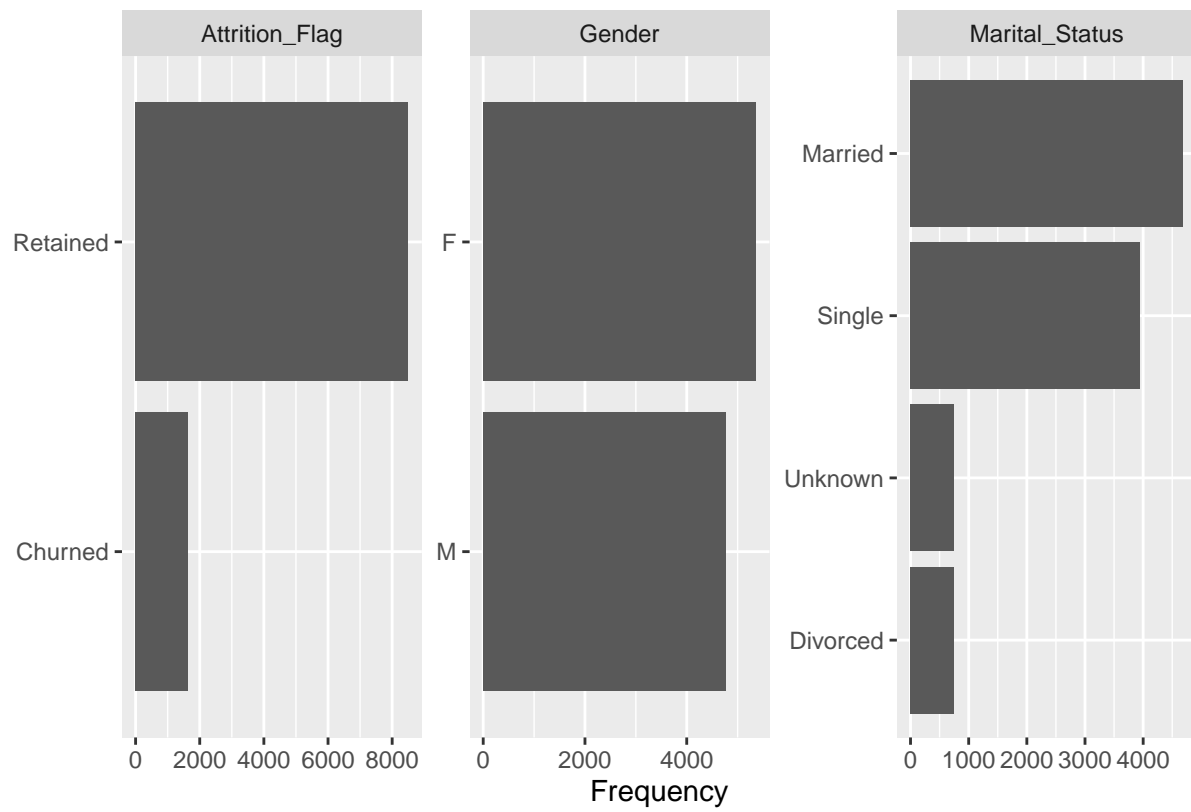 Attrition_Flag
Gender
Marital_Status
Retained
Churned
F
M
Married
Single
Unknown
Divorced
0 2000 4000 6000 8000
0 2000 4000
0 1000 2000 3000 4000
Frequency